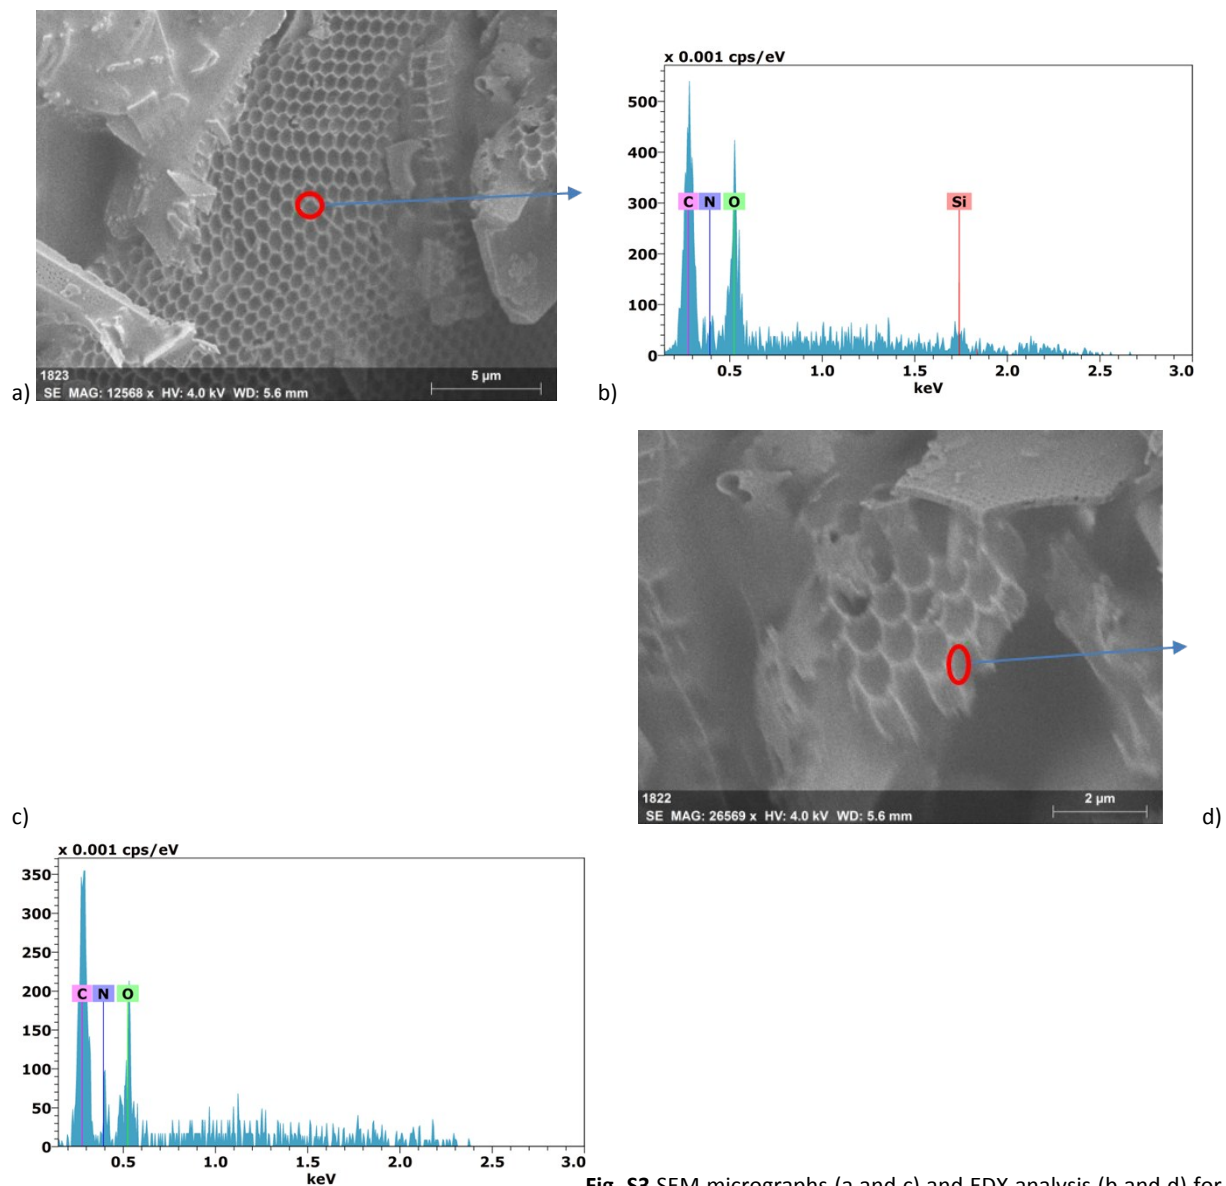 1823
5 µm
SE MAG: 12568 x HV: 4.0 kV WD: 5.6 mm
a)
x 0.001 cps/eV
500
400
300
200
100
0
C N O Si
0.5 1.0 1.5 2.0 2.5 3.0
keV
b)
1822
2 µm
SE MAG: 26569 x HV: 4.0 kV WD: 5.6 mm
c)
d)
x 0.001 cps/eV
350
300
250
200
150
100
50
0
C N O
0.5 1.0 1.5 2.0 2.5 3.0
keV
Fig. S3 SEM micrographs (a and c) and EDX analysis (b and d) for